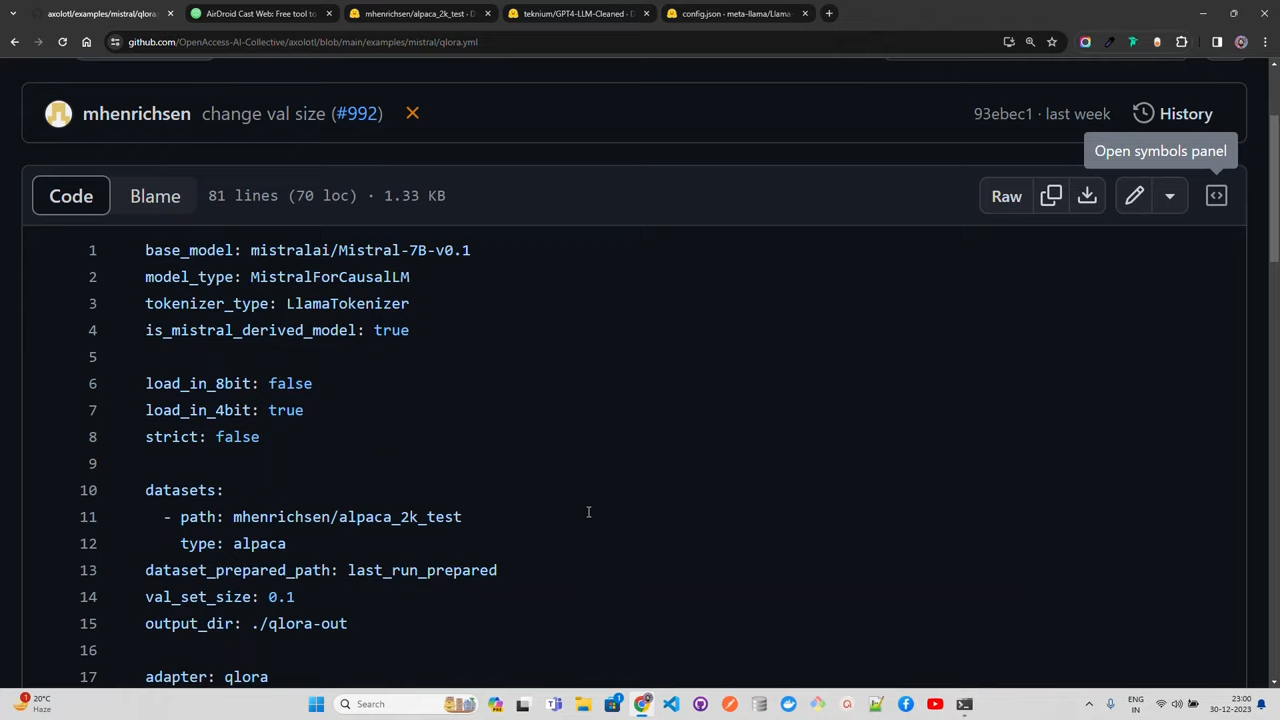 axolotl/examples/mistral/qlora
AirDroid Cast Web: Free tool to
mhenrichsen/alpaca_2k_test · D
teknium/GPT4-LLM-Cleaned · D
config.json · meta-llama/Llama-
github.com/OpenAccess-AI-Collective/axolotl/blob/main/examples/mistral/qlora.yml
mhenrichsen change val size (#992)
93ebec1 · last week
History
Open symbols panel
Code
Blame
81 lines (70 loc) · 1.33 KB
Raw
1 base_model: mistralai/Mistral-7B-v0.1
2 model_type: MistralForCausalLM
3 tokenizer_type: LlamaTokenizer
4 is_mistral_derived_model: true
5
6 load_in_8bit: false
7 load_in_4bit: true
8 strict: false
9
10 datasets:
11 - path: mhenrichsen/alpaca_2k_test
12 type: alpaca
13 dataset_prepared_path: last_run_prepared
14 val_set_size: 0.1
15 output_dir: ./qlora-out
16
17 adapter: qlora
1
20°C
Haze
Search
1
ENG
IN
23:00
30-12-2023